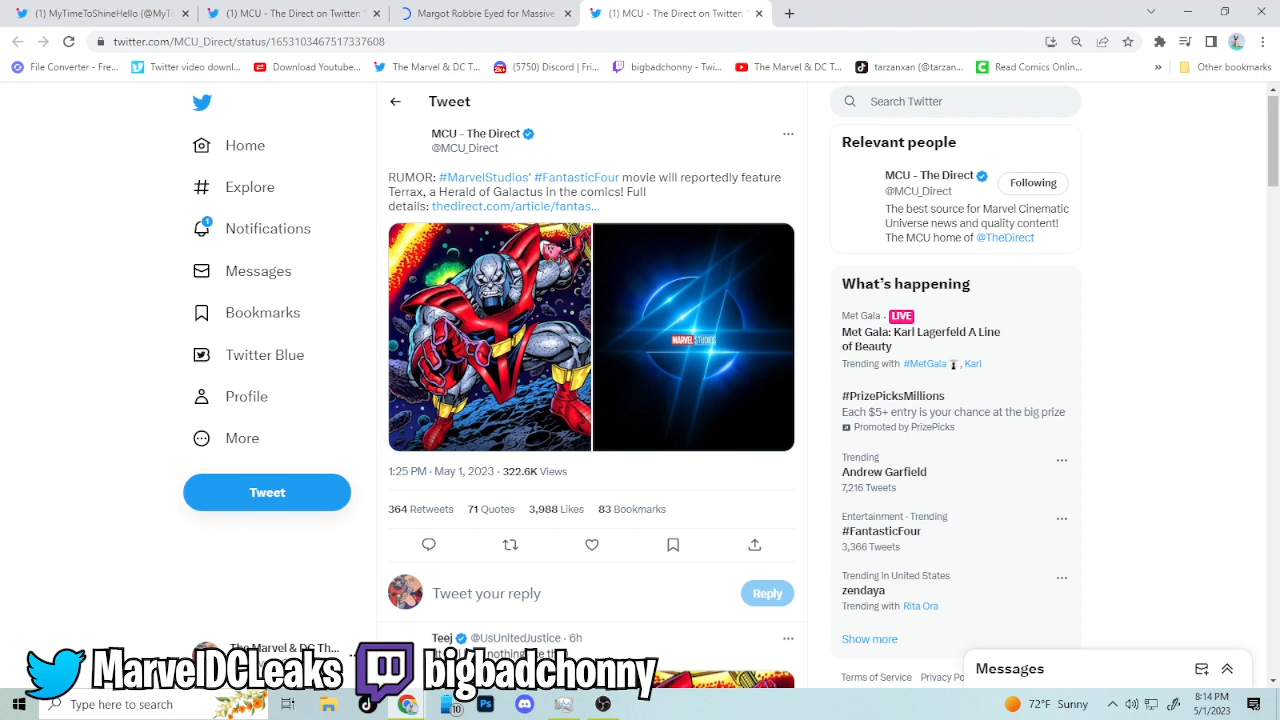 (1) MyTimeToShineHello (@MyTi
(1) MCU - The Direct on Twitter: "
Margot Robbie Eyed for Massive
(1) MCU - The Direct on Twitter: "
twitter.com/MCU_Direct/status/1653103467517337608
File Converter - Fre...
Twitter video downl...
Download Youtube...
The Marvel & DC T...
(5750) Discord | Fri...
bigbadchonny - Twi...
The Marvel & DC T...
tarzanxan (@tarzan...
Read Comics Onlin...
»
Other bookmarks
Home
Explore
1
Notifications
Messages
Bookmarks
Twitter Blue
Profile
More
Tweet
The Marvel & DC Th...
Tweet
MCU - The Direct
@MCU_Direct
RUMOR: #MarvelStudios' #FantasticFour movie will reportedly feature
Terrax, a Herald of Galactus in the comics! Full
details: thedirect.com/article/fantas...
MARVEL STUDIOS
1:25 PM · May 1, 2023 · 322.6K Views
364 Retweets 71 Quotes 3,988 Likes 83 Bookmarks
Tweet your reply
Reply
Teej @UsUnitedJustice · 6h
Search Twitter
Relevant people
MCU - The Direct
@MCU_Direct
Following
The best source for Marvel Cinematic
Universe news and quality content!
The MCU home of @TheDirect
What's happening
Met Gala · LIVE
Met Gala: Karl Lagerfeld A Line
of Beauty
Trending with #MetGala, Karl
#PrizePicksMillions
Each $5+ entry is your chance at the big prize
Promoted by PrizePicks
Trending
Andrew Garfield
7,216 Tweets
Entertainment · Trending
#FantasticFour
3,366 Tweets
Trending in United States
zendaya
Trending with Rita Ora
Show more
Terms of Service Privacy Po
Messages
MarvelDCLeaks bigbadchonny
Type here to search
10
Ps
72°F Sunny
8:14 PM
5/1/2023